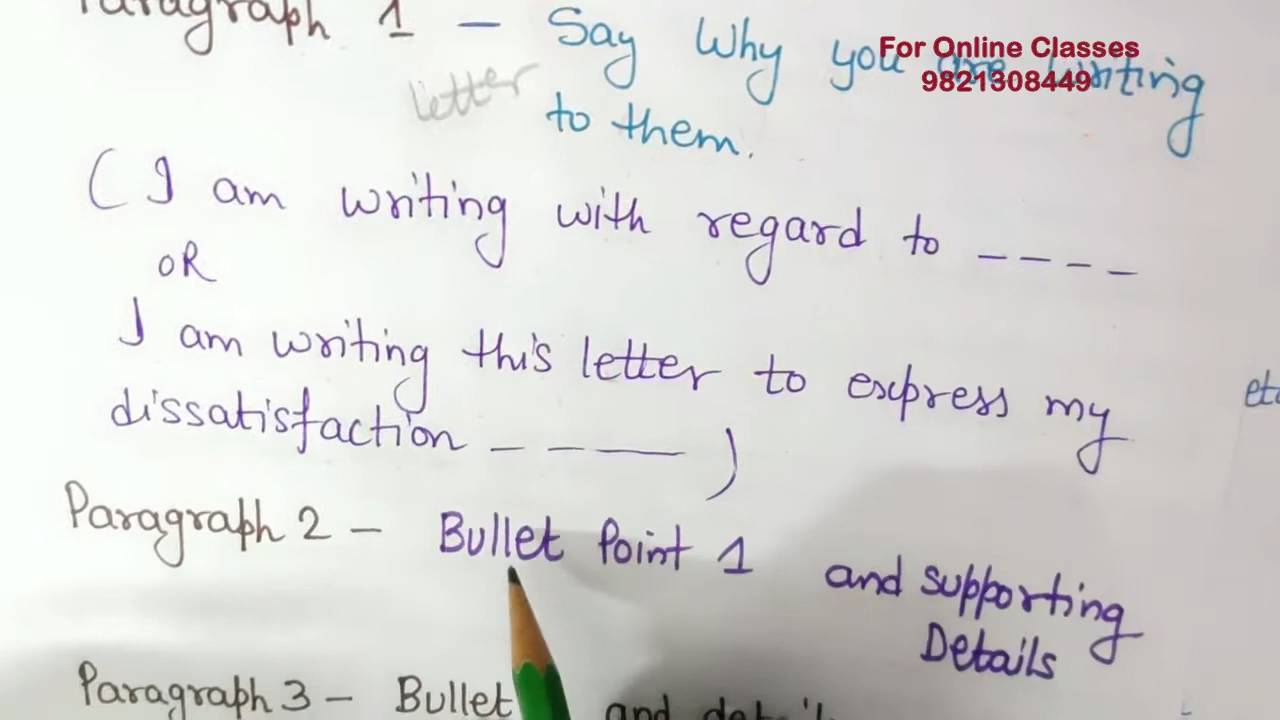 Paragraph 1 – Say Why you are writing
For Online Classes
9821308449
letter
to them.
( I am writing with regard to ----
OR
I am writing this letter to express my
dissatisfaction ---- )
Paragraph 2 – Bullet Point 1 and supporting
Details
Paragraph 3 – Bullet and